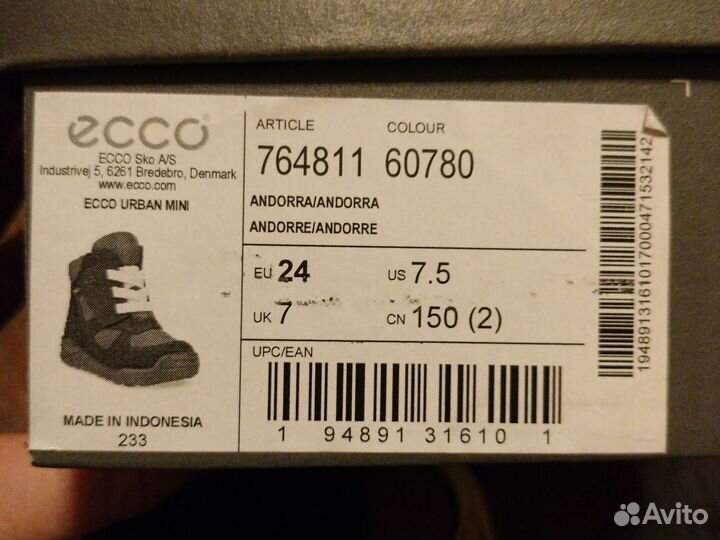 ecco
ECCO Sko A/S
Industrivej 5, 6261 Bredebro, Denmark
www.ecco.com
ECCO URBAN MINI
MADE IN INDONESIA
233
ARTICLE COLOUR
764811 60780
ANDORRA/ANDORRA
ANDORRE/ANDORRE
EU 24 US 7.5
UK 7 CN 150 (2)
UPC/EAN
1 94891 31610 1
19489131610170004715321​42
Avito